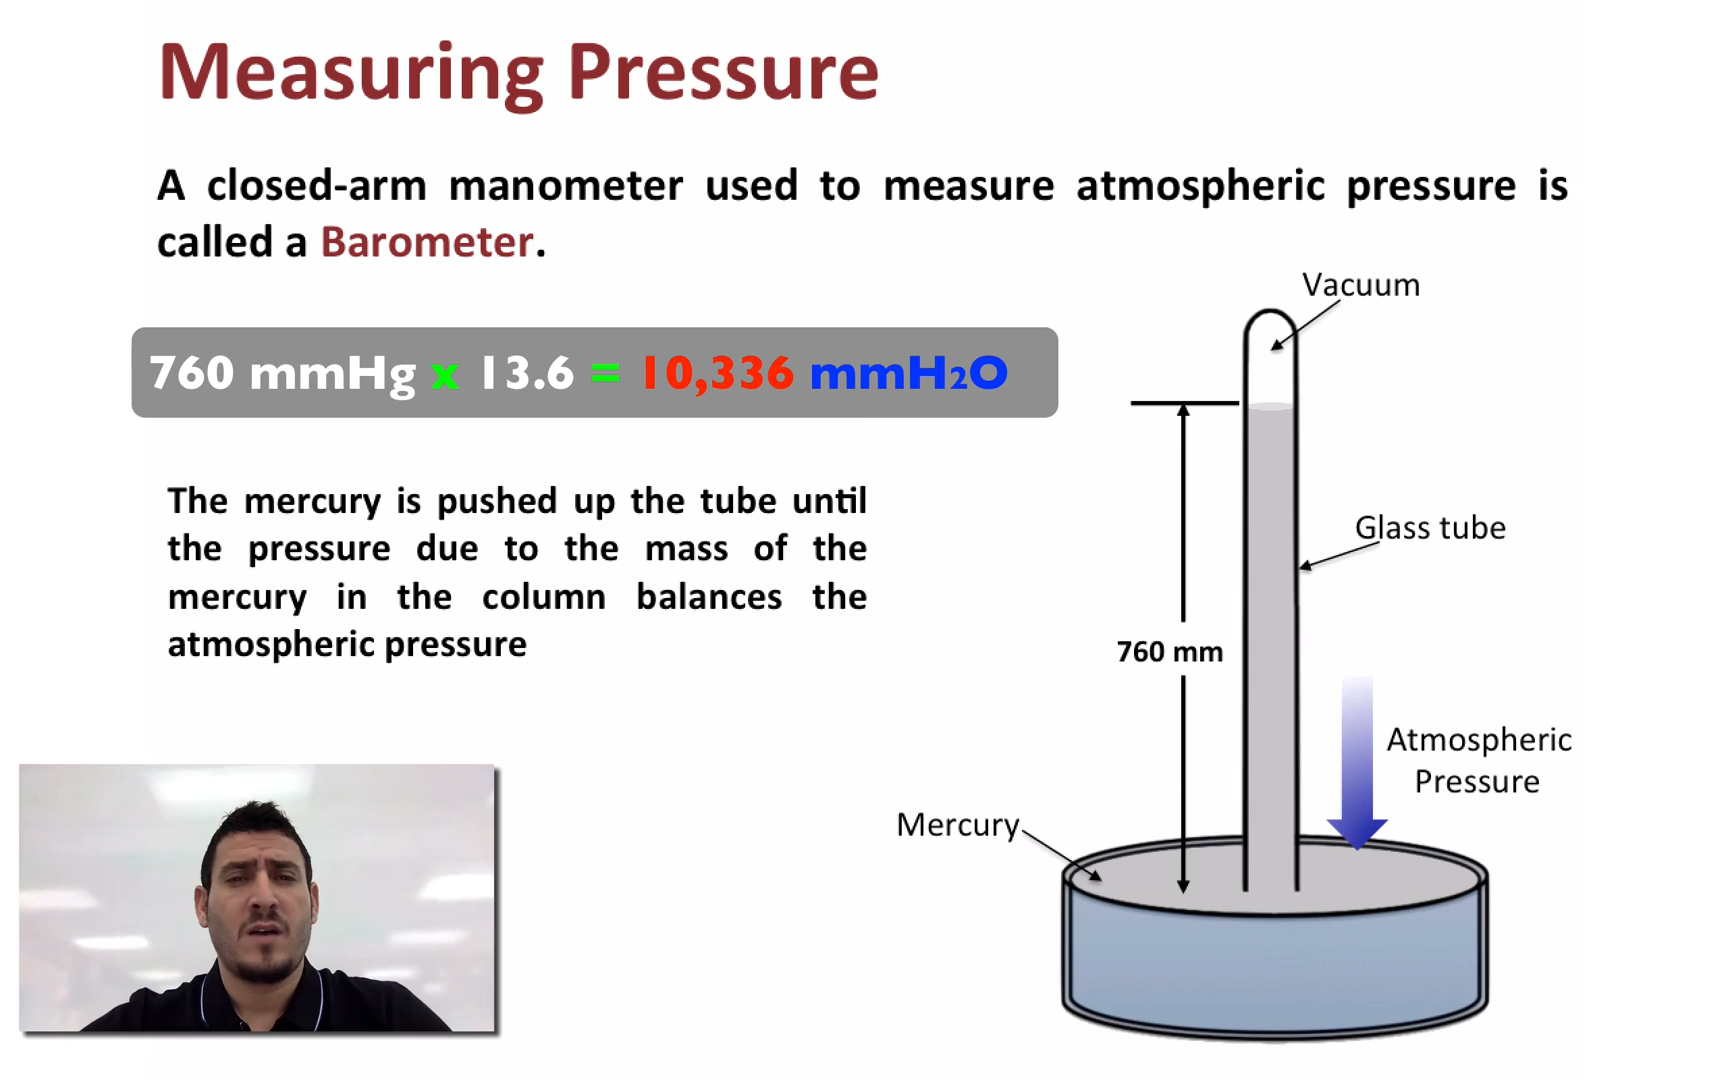 Measuring Pressure
A closed-arm manometer used to measure atmospheric pressure is
called a Barometer.
Vacuum
760 mmHg x 13.6 = 10,336 mmH₂O
The mercury is pushed up the tube until
the pressure due to the mass of the
mercury in the column balances the
atmospheric pressure
Glass tube
760 mm
Atmospheric
Pressure
Mercury